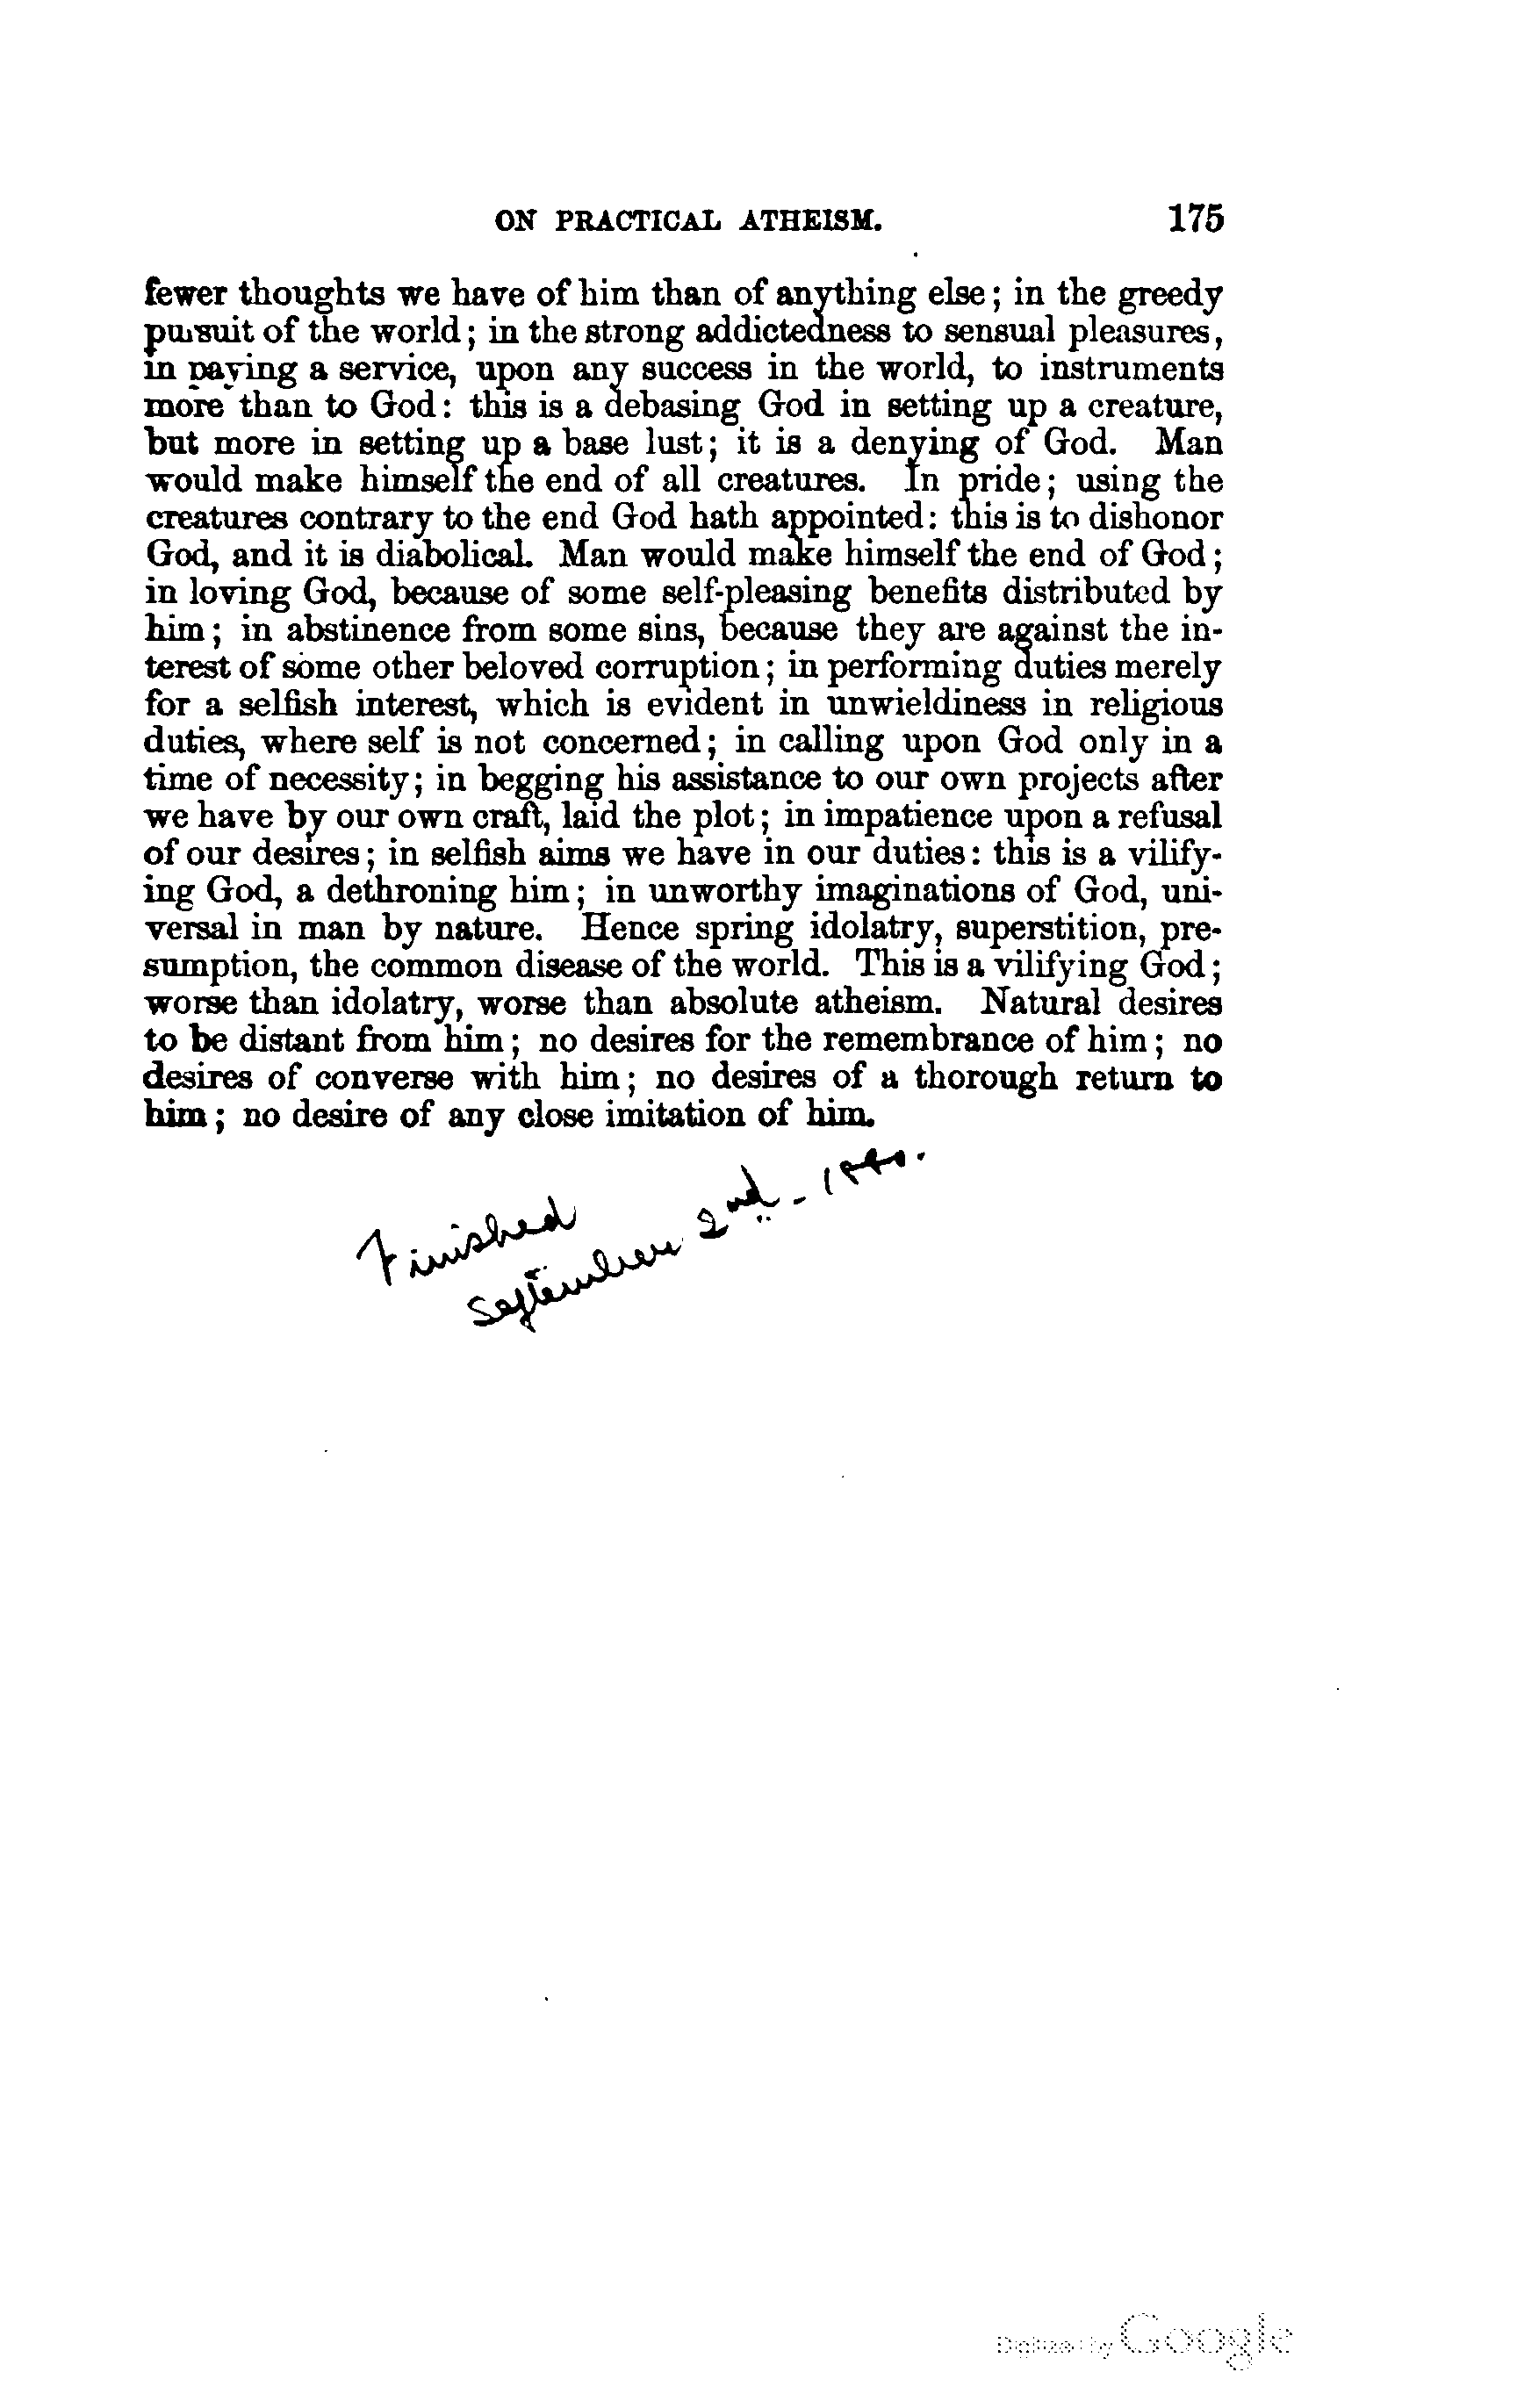 ON PRACTICAL ATHEISM. 175
fewer thoughts we have of him than of anything else; in the greedy
pursuit of the world; in the strong addictedness to sensual pleasures,
in paying a service, upon any success in the world, to instruments
more than to God: this is a debasing God in setting up a creature,
but more in setting up a base lust; it is a denying of God. Man
would make himself the end of all creatures. In pride; using the
creatures contrary to the end God hath appointed: this is to dishonor
God, and it is diabolical. Man would make himself the end of God;
in loving God, because of some self-pleasing benefits distributed by
him; in abstinence from some sins, because they are against the in-
terest of some other beloved corruption; in performing duties merely
for a selfish interest, which is evident in unwieldiness in religious
duties, where self is not concerned; in calling upon God only in a
time of necessity; in begging his assistance to our own projects after
we have by our own craft, laid the plot; in impatience upon a refusal
of our desires; in selfish aims we have in our duties: this is a vilify-
ing God, a dethroning him; in unworthy imaginations of God, uni-
versal in man by nature. Hence spring idolatry, superstition, pre-
sumption, the common disease of the world. This is a vilifying God;
worse than idolatry, worse than absolute atheism. Natural desires
to be distant from him; no desires for the remembrance of him; no
desires of converse with him; no desires of a thorough return to
him; no desire of any close imitation of him.
Finished
September 2nd -
Digitized by Google